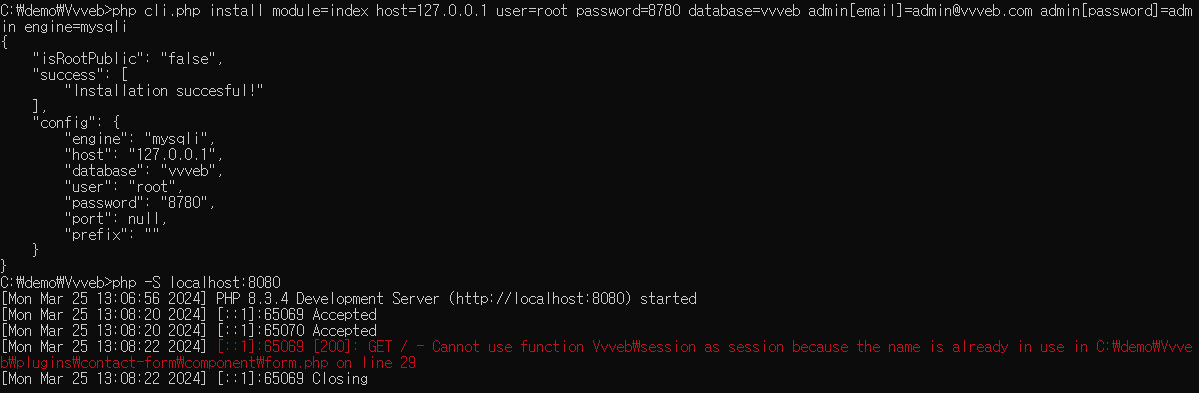 C:₩demo₩Vvveb>php cli.php install module=index host=127.0.0.1 user=root password=8780 database=vvveb admin[email]=admin@vvveb.com admin[password]=adm
in engine=mysqli
{
    "isRootPublic": "false",
    "success": [
        "Installation succesful!"
    ],
    "config": {
        "engine": "mysqli",
        "host": "127.0.0.1",
        "database": "vvveb",
        "user": "root",
        "password": "8780",
        "port": null,
        "prefix": ""
    }
}
C:₩demo₩Vvveb>php -S localhost:8080
[Mon Mar 25 13:06:56 2024] PHP 8.3.4 Development Server (http://localhost:8080) started
[Mon Mar 25 13:08:20 2024] [::1]:65069 Accepted
[Mon Mar 25 13:08:20 2024] [::1]:65070 Accepted
[Mon Mar 25 13:08:22 2024] [::1]:65069 [200]: GET / - Cannot use function Vvveb₩session as session because the name is already in use in C:₩demo₩Vvve
b₩plugins₩contact-form₩component₩form.php on line 29
[Mon Mar 25 13:08:22 2024] [::1]:65069 Closing